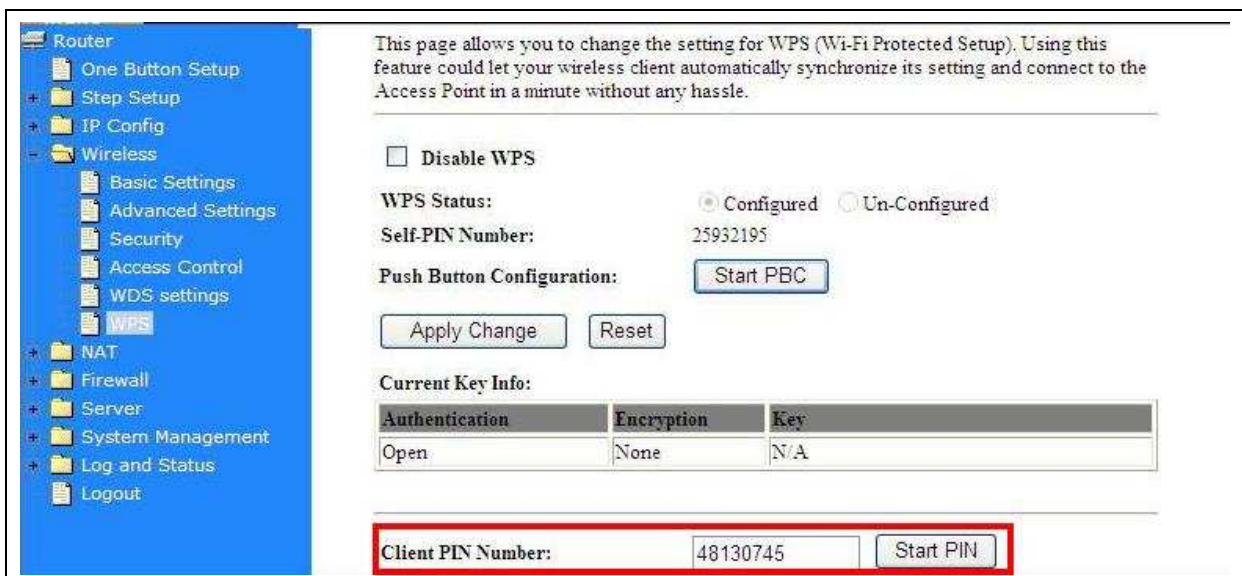 Router
One Button Setup
Step Setup
IP Config
Wireless
Basic Settings
Advanced Settings
Security
Access Control
WDS settings
WPS
NAT
Firewall
Server
System Management
Log and Status
Logout
This page allows you to change the setting for WPS (Wi-Fi Protected Setup). Using this
feature could let your wireless client automatically synchronize its setting and connect to the
Access Point in a minute without any hassle.
Disable WPS
WPS Status: Configured Un-Configured
Self-PIN Number: 25932195
Push Button Configuration: Start PBC
Apply Change Reset
Current Key Info:
Authentication Encryption Key
Open None N/A
Client PIN Number: 48130745 Start PIN